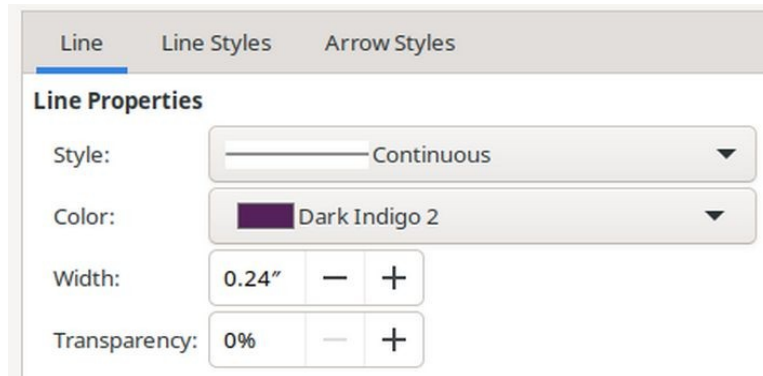 Line Line Styles Arrow Styles
Line Properties
Style: Continuous
Color: Dark Indigo 2
Width: 0.24″
Transparency: 0%